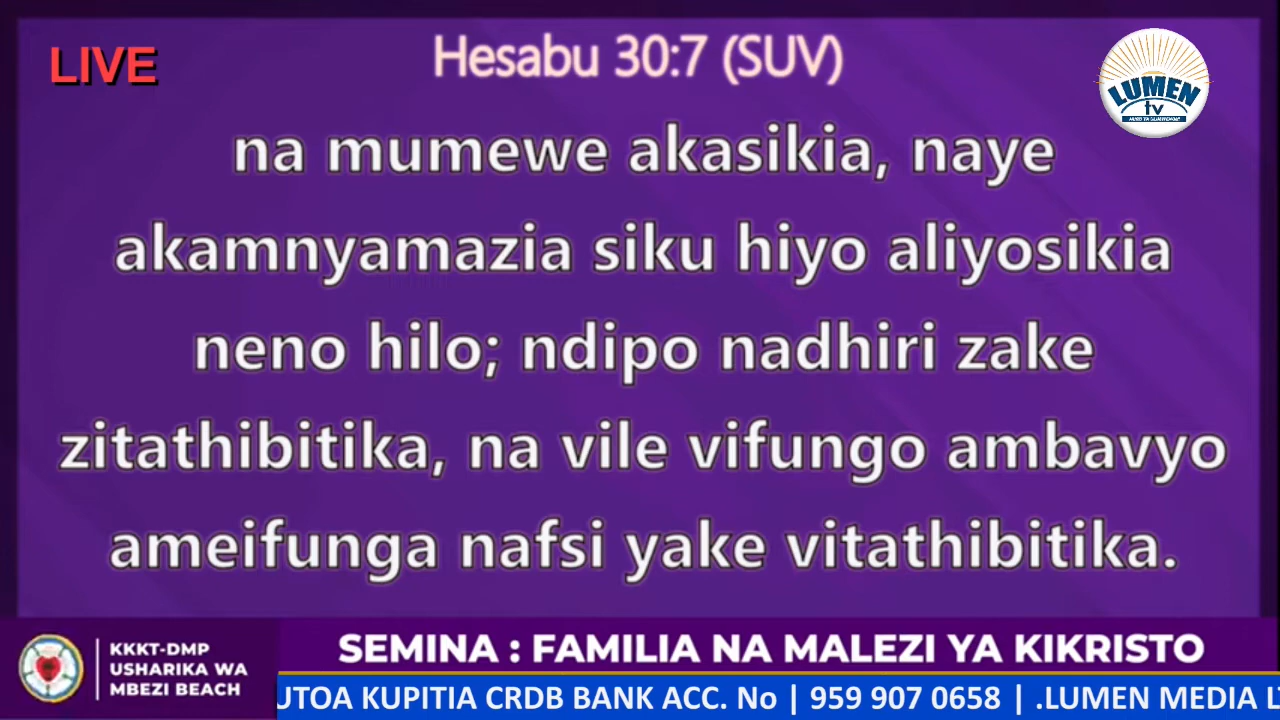 LIVE
Hesabu 30:7 (SUV)
LUMEN
tv
na mumewe akasikia, naye
akamnyamazia siku hiyo aliyosikia
neno hilo; ndipo nadhiri zake
zitathibitika, na vile vifungo ambavyo
ameifunga nafsi yake vitathibitika.
KKKT-DMP
USHARIKA WA
MBEZI BEACH
SEMINA : FAMILIA NA MALEZI YA KIKRISTO
UTOA KUPITIA CRDB BANK ACC. No | 959 907 0658 | .LUMEN MEDIA L